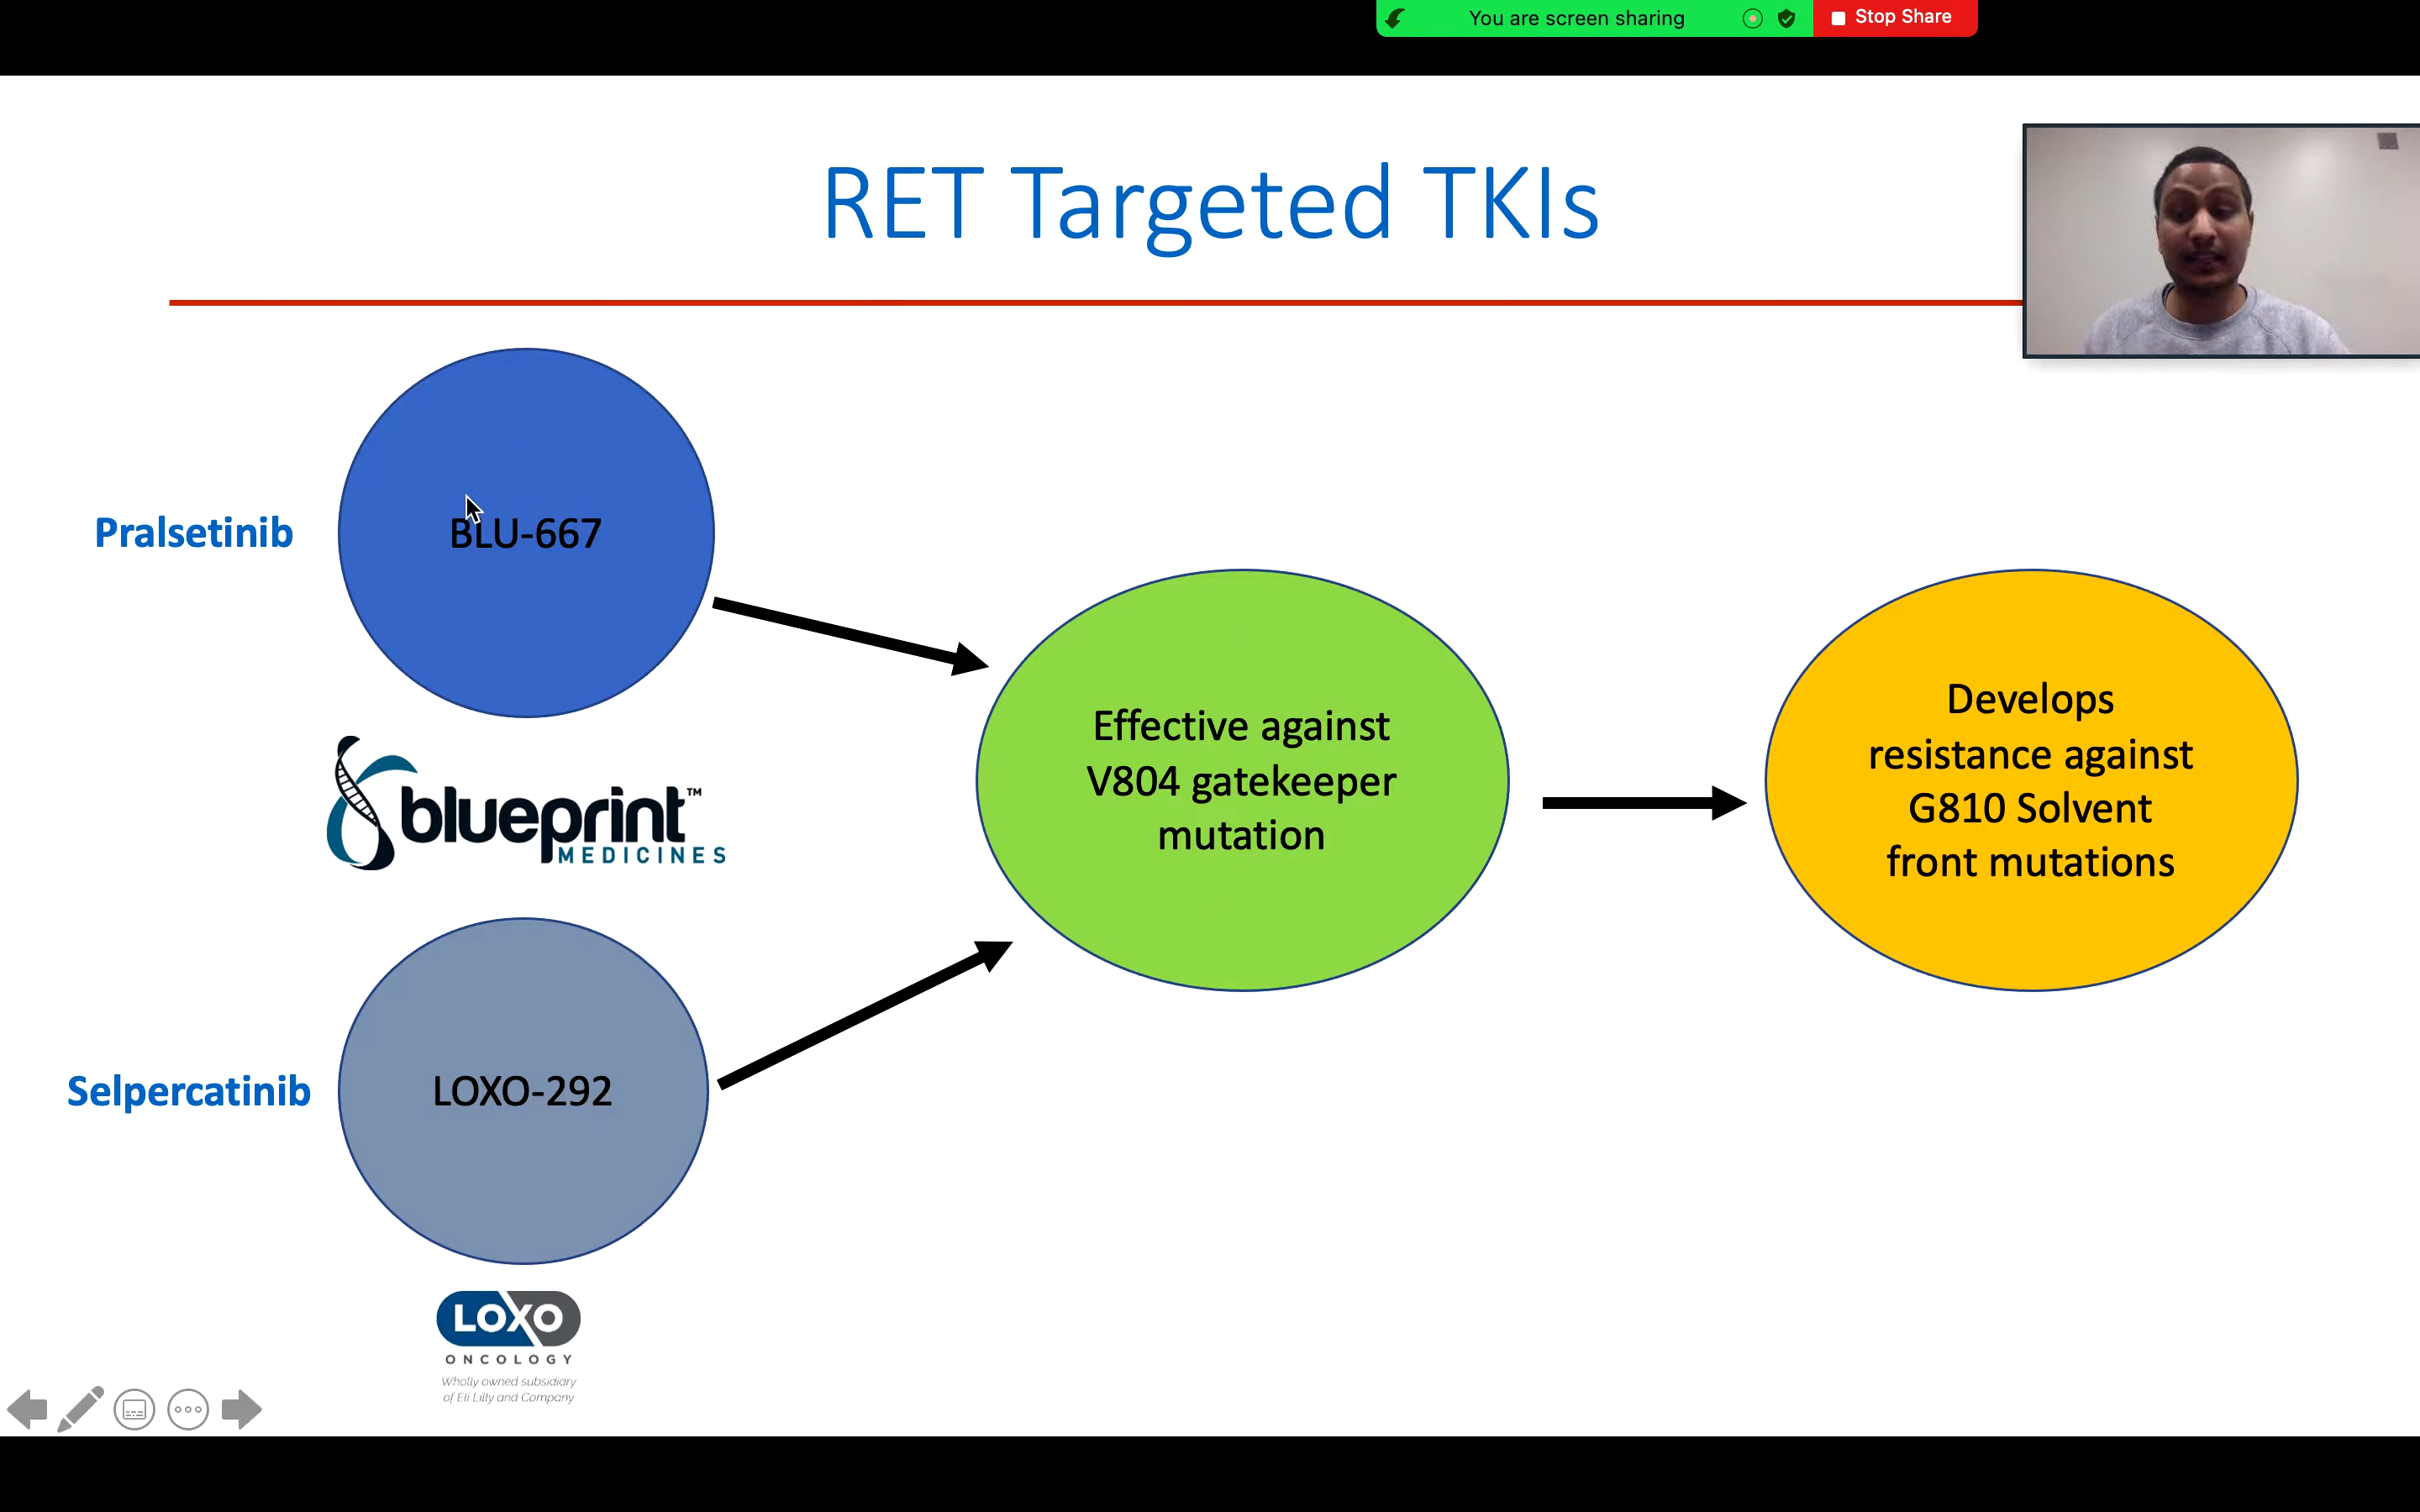 You are screen sharing
Stop Share
RET Targeted TKIs
Pralsetinib
BLU-667
blueprint™
MEDICINES
Selpercatinib
LOXO-292
LOXO
ONCOLOGY
Wholly owned subsidiary
of Eli Lilly and Company
Effective against
V804 gatekeeper
mutation
Develops
resistance against
G810 Solvent
front mutations